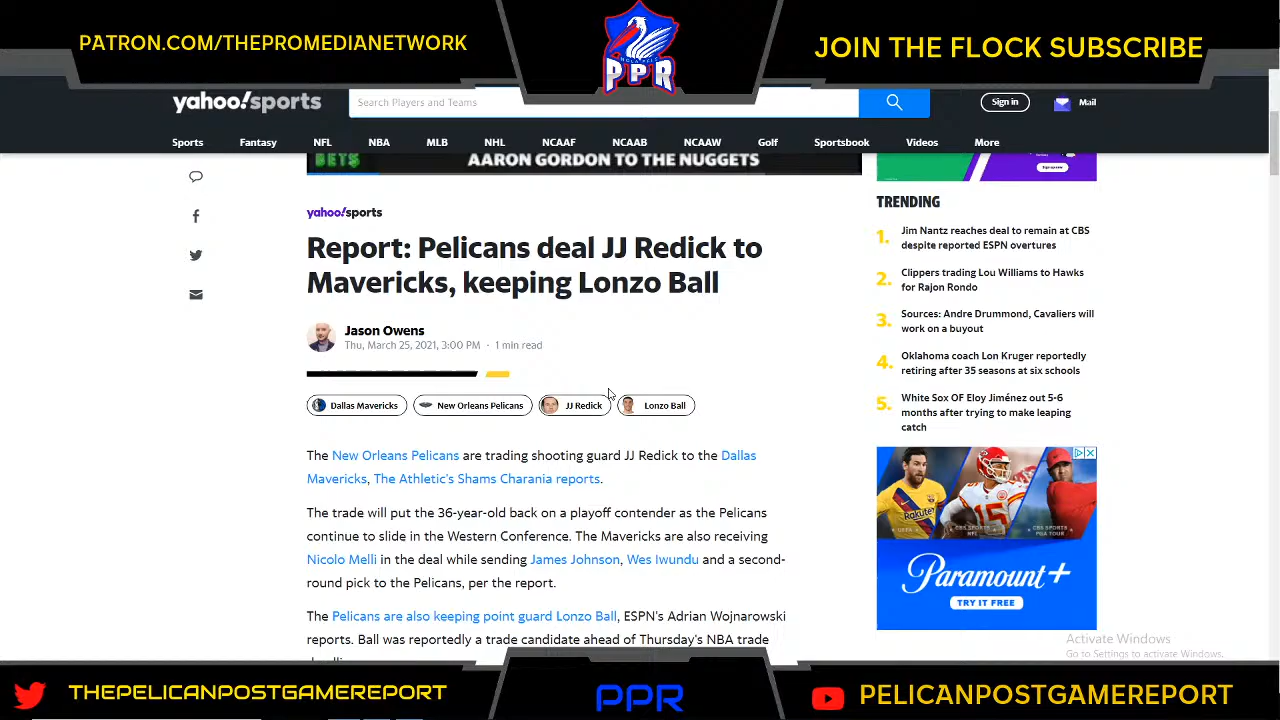 PATRON.COM/THEPROMEDIANETWORK
PPR
JOIN THE FLOCK SUBSCRIBE
yahoo!sports
Search Players and Teams
Sign in
Mail
Sports Fantasy NFL NBA MLB NHL NCAAF NCAAB NCAAW Golf Sportsbook Videos More
BETS
AARON GORDON TO THE NUGGETS
yahoo!sports
Report: Pelicans deal JJ Redick to
Mavericks, keeping Lonzo Ball
Jason Owens
Thu, March 25, 2021, 3:00 PM · 1 min read
Dallas Mavericks New Orleans Pelicans JJ Redick Lonzo Ball
The New Orleans Pelicans are trading shooting guard JJ Redick to the Dallas
Mavericks, The Athletic's Shams Charania reports.
The trade will put the 36-year-old back on a playoff contender as the Pelicans
continue to slide in the Western Conference. The Mavericks are also receiving
Nicolo Melli in the deal while sending James Johnson, Wes Iwundu and a second-
round pick to the Pelicans, per the report.
The Pelicans are also keeping point guard Lonzo Ball, ESPN's Adrian Wojnarowski
reports. Ball was reportedly a trade candidate ahead of Thursday's NBA trade
TRENDING
1. Jim Nantz reaches deal to remain at CBS
despite reported ESPN overtures
2. Clippers trading Lou Williams to Hawks
for Rajon Rondo
3. Sources: Andre Drummond, Cavaliers will
work on a buyout
4. Oklahoma coach Lon Kruger reportedly
retiring after 35 seasons at six schools
5. White Sox OF Eloy Jiménez out 5-6
months after trying to make leaping
catch
Rakuten
15
Paramount+
TRY IT FREE
Activate Windows
Go to Settings to activate Windows.
THEPELICANPOSTGAMEREPORT
PPR
PELICANPOSTGAMEREPORT